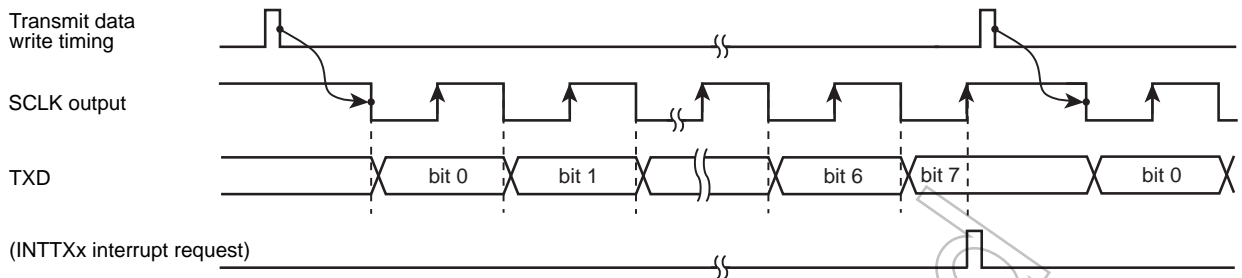 Transmit data
write timing
SCLK output
TXD
bit 0
bit 1
bit 6
bit 7
bit 0
(INTTXx interrupt request)